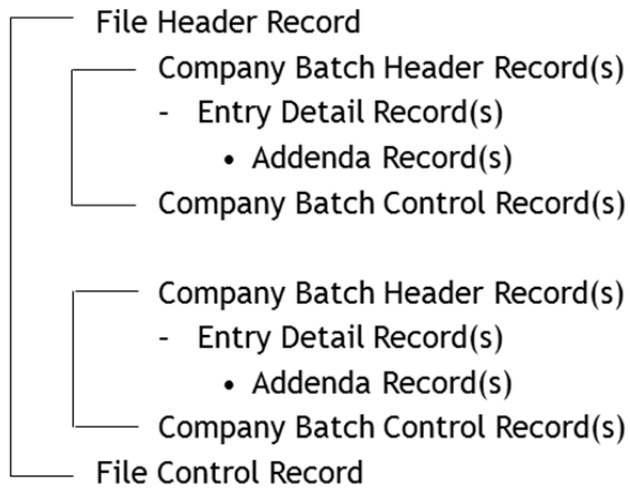 File Header Record
Company Batch Header Record(s)
- Entry Detail Record(s)
• Addenda Record(s)
Company Batch Control Record(s)
Company Batch Header Record(s)
- Entry Detail Record(s)
• Addenda Record(s)
Company Batch Control Record(s)
File Control Record